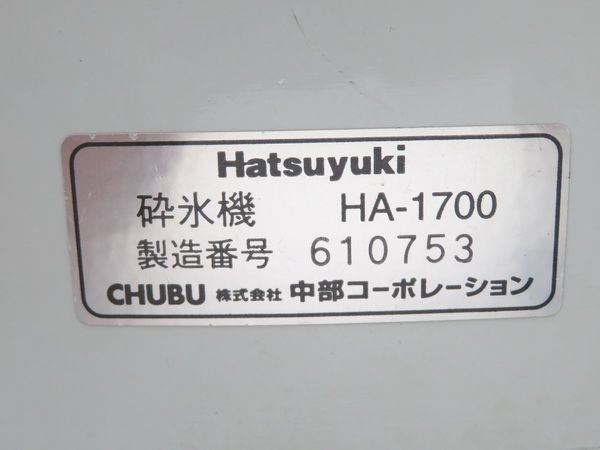 Hatsuyuki
砕氷機 HA-1700
製造番号 610753
CHUBU 株式会社 中部コーポレーション